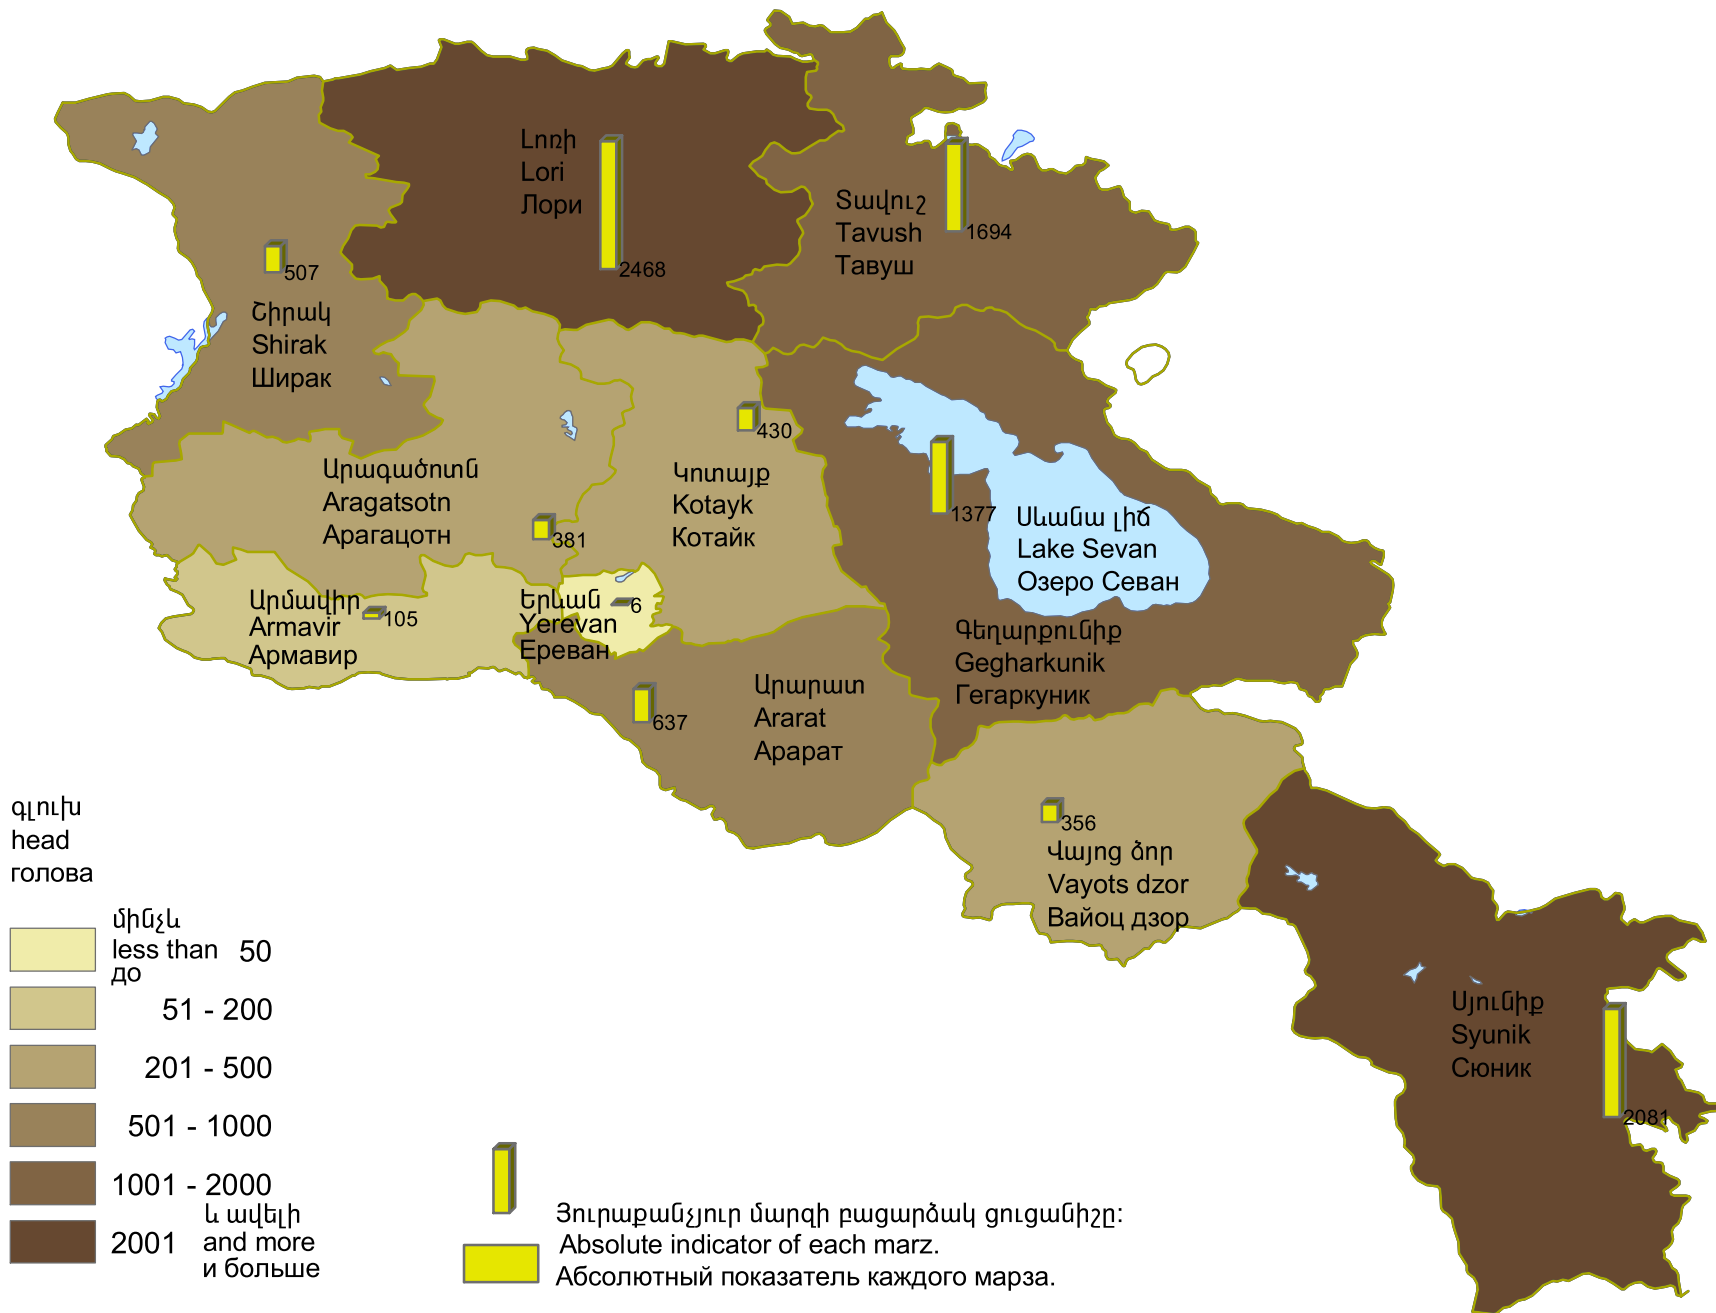 Լոռի
Lori
Лори
2468
Տավուշ
Tavush
Тавуш
1694
507
Շիրակ
Shirak
Ширак
430
Կոտայք
Kotayk
Котайк
Արագածոտն
Aragatsotn
Арагацотн
381
1377
Սևանա լիճ
Lake Sevan
Озеро Севан
Արմավիր
Armavir
Армавир
105
Երևան
Yerevan
Ереван
6
Գեղարքունիք
Gegharkunik
Гегаркуник
637
Արարատ
Ararat
Арарат
356
Վայոց ձոր
Vayots dzor
Вайоц дзор
Սյունիք
Syunik
Сюник
2081
գլուխ
head
голова
մինչև
less than 50
до
51 - 200
201 - 500
501 - 1000
1001 - 2000
և ավելի
2001 and more
и больше
Յուրաքանչյուր մարզի բացարձակ ցուցանիշը:
Absolute indicator of each marz.
Абсолютный показатель каждого марза.